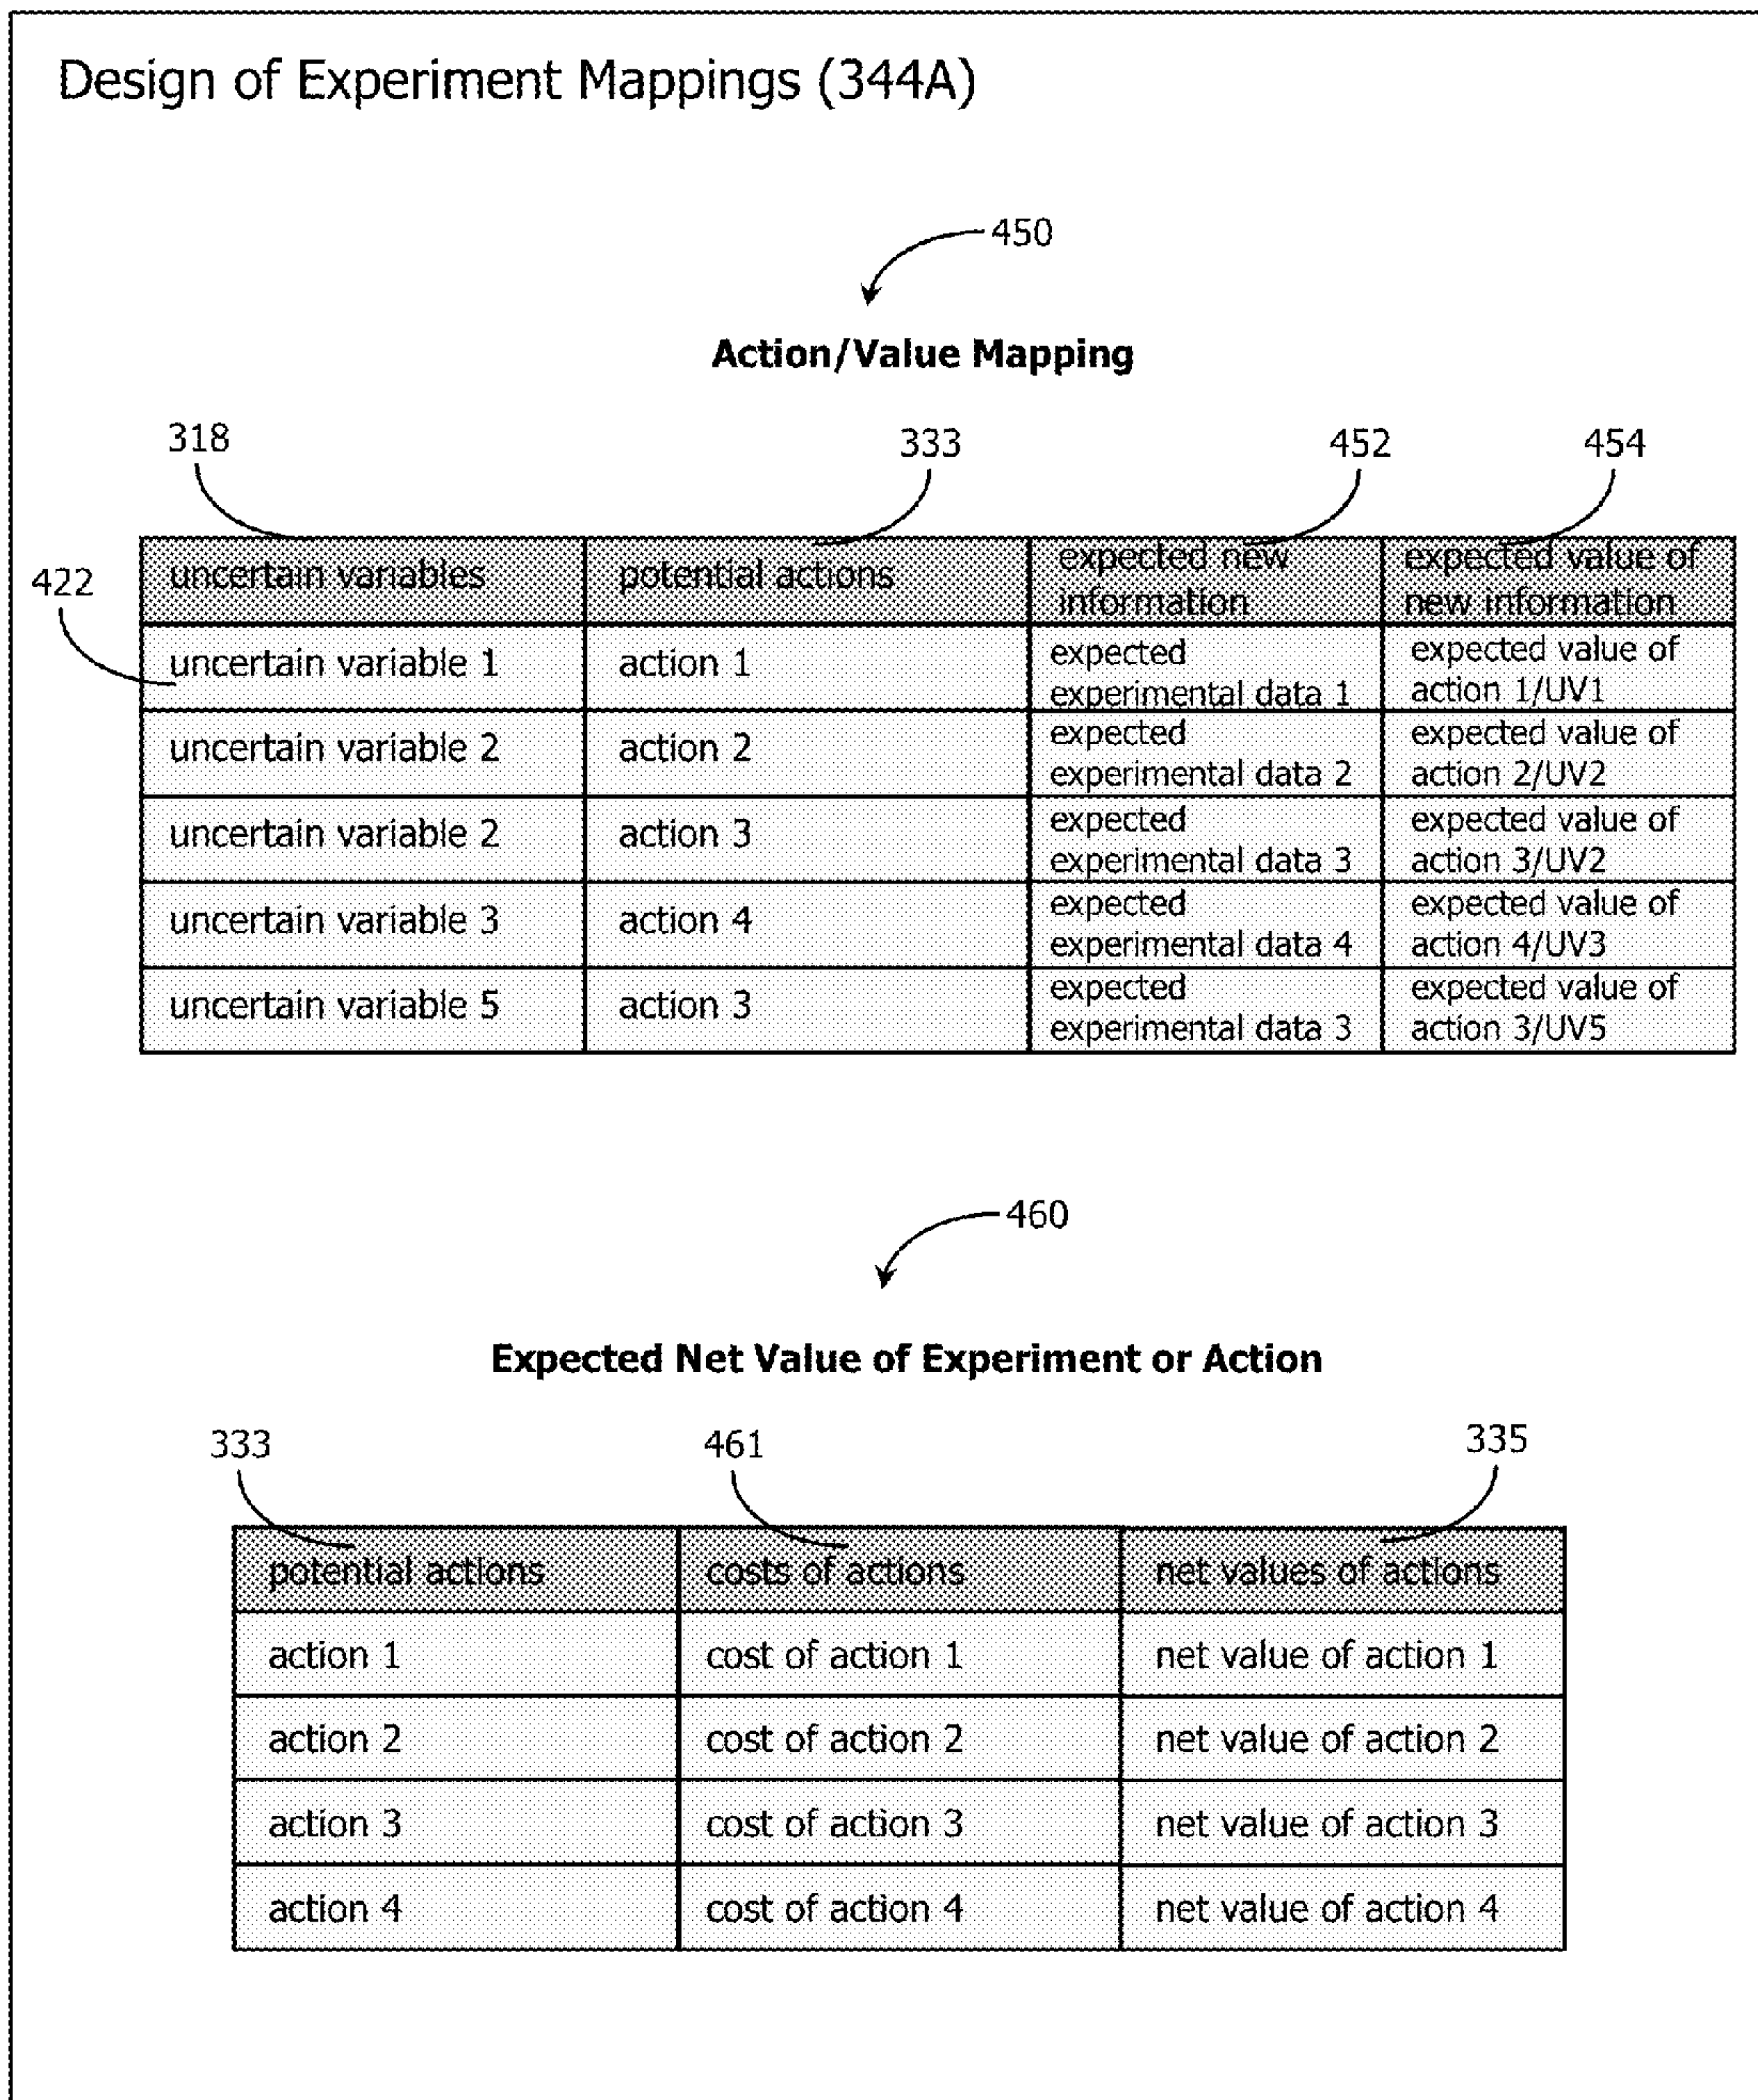 Design of Experiment Mappings (344A)
450
Action/Value Mapping
318
333
452
454
422
uncertain variables
potential actions
expected new
information
expected value of
new information
uncertain variable 1
action 1
expected
experimental data 1
expected value of
action 1/UV1
uncertain variable 2
action 2
expected
experimental data 2
expected value of
action 2/UV2
uncertain variable 2
action 3
expected
experimental data 3
expected value of
action 3/UV2
uncertain variable 3
action 4
expected
experimental data 4
expected value of
action 4/UV3
uncertain variable 5
action 3
expected
experimental data 3
expected value of
action 3/UV5
460
Expected Net Value of Experiment or Action
333
461
335
potential actions
costs of actions
net values of actions
action 1
cost of action 1
net value of action 1
action 2
cost of action 2
net value of action 2
action 3
cost of action 3
net value of action 3
action 4
cost of action 4
net value of action 4